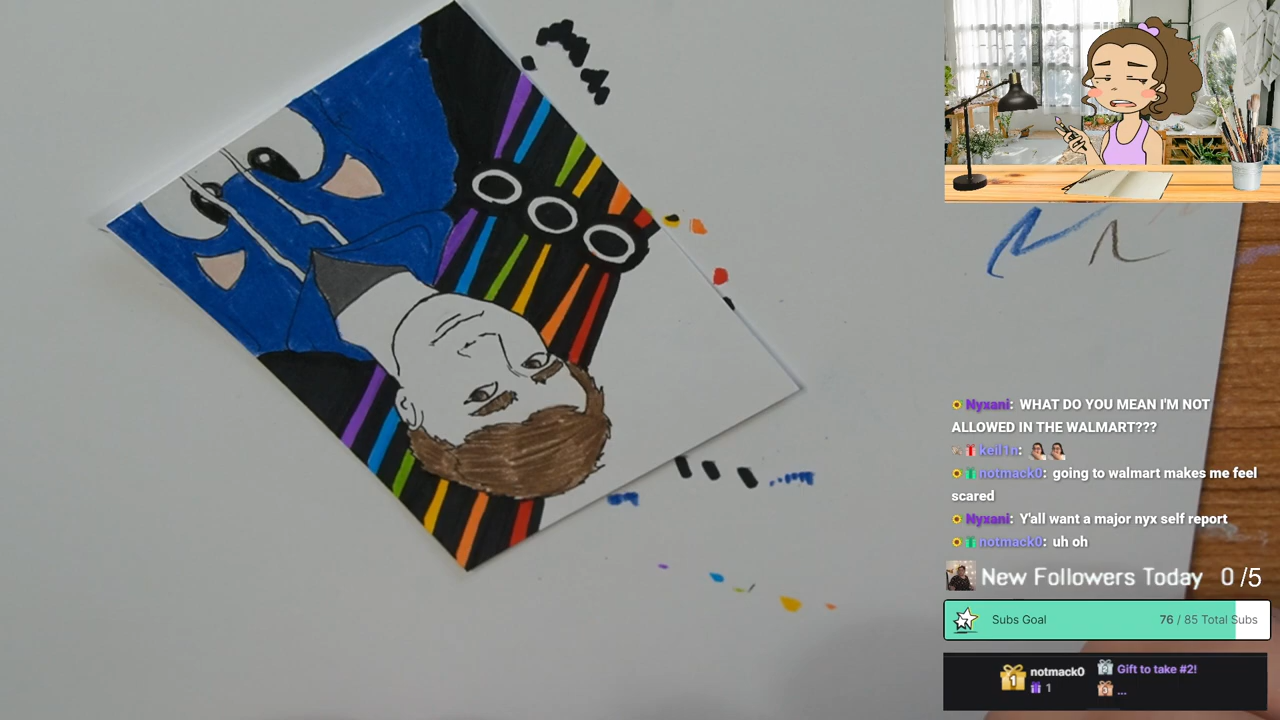 Nyxani: WHAT DO YOU MEAN I'M NOT
ALLOWED IN THE WALMART???
keil1n:
notmack0: going to walmart makes me feel
scared
Nyxani: Y'all want a major nyx self report
notmack0: uh oh
New Followers Today 0 /5
Subs Goal 76 / 85 Total Subs
1 notmack0 Gift to take #2!
1 ...